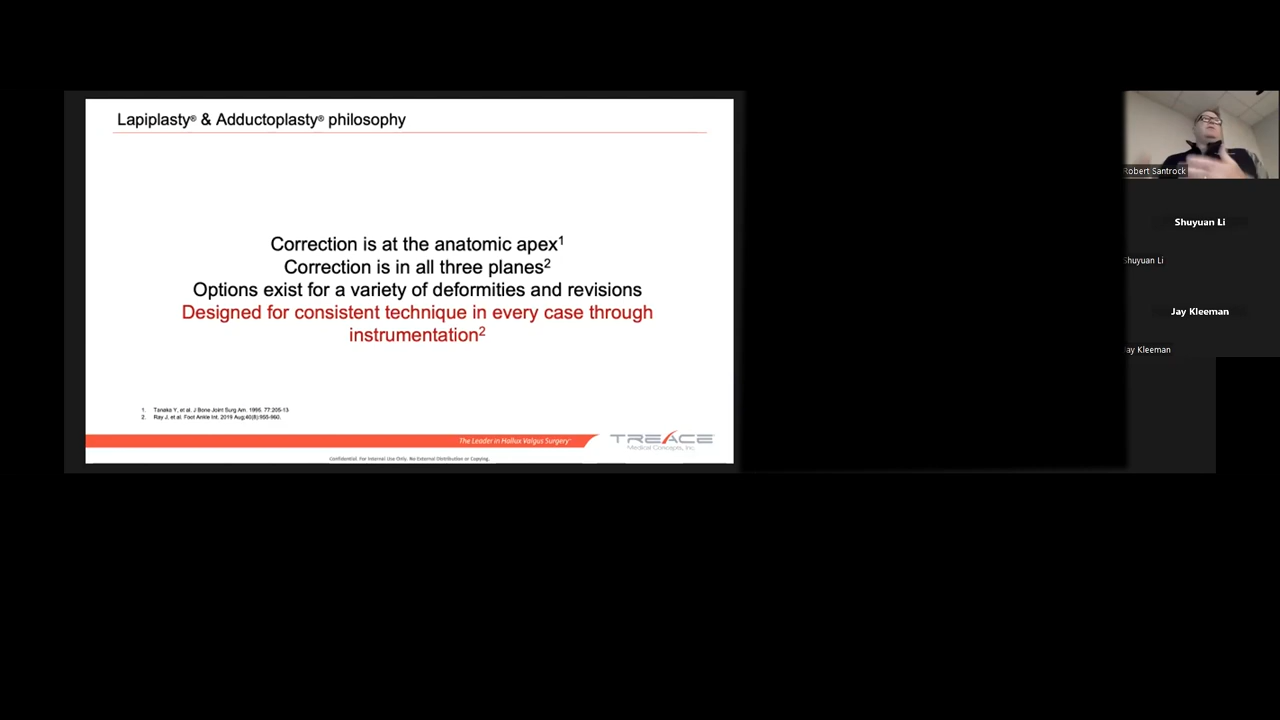 Lapiplasty® & Adductoplasty® philosophy
Correction is at the anatomic apex1
Correction is in all three planes2
Options exist for a variety of deformities and revisions
Designed for consistent technique in every case through
instrumentation2
1. Tanaka Y, et al. J Bone Joint Surg Am. 1995. 77:205-13
2. Ray J, et al. Foot Ankle Int. 2019 Aug;40(8):955-960.
The Leader in Hallux Valgus Surgery™
TREACE
Medical Concepts, Inc.
Confidential. For Internal Use Only. No External Distribution or Copying.
Robert Santrock
Shuyuan Li
Shuyuan Li
Jay Kleeman
Jay Kleeman